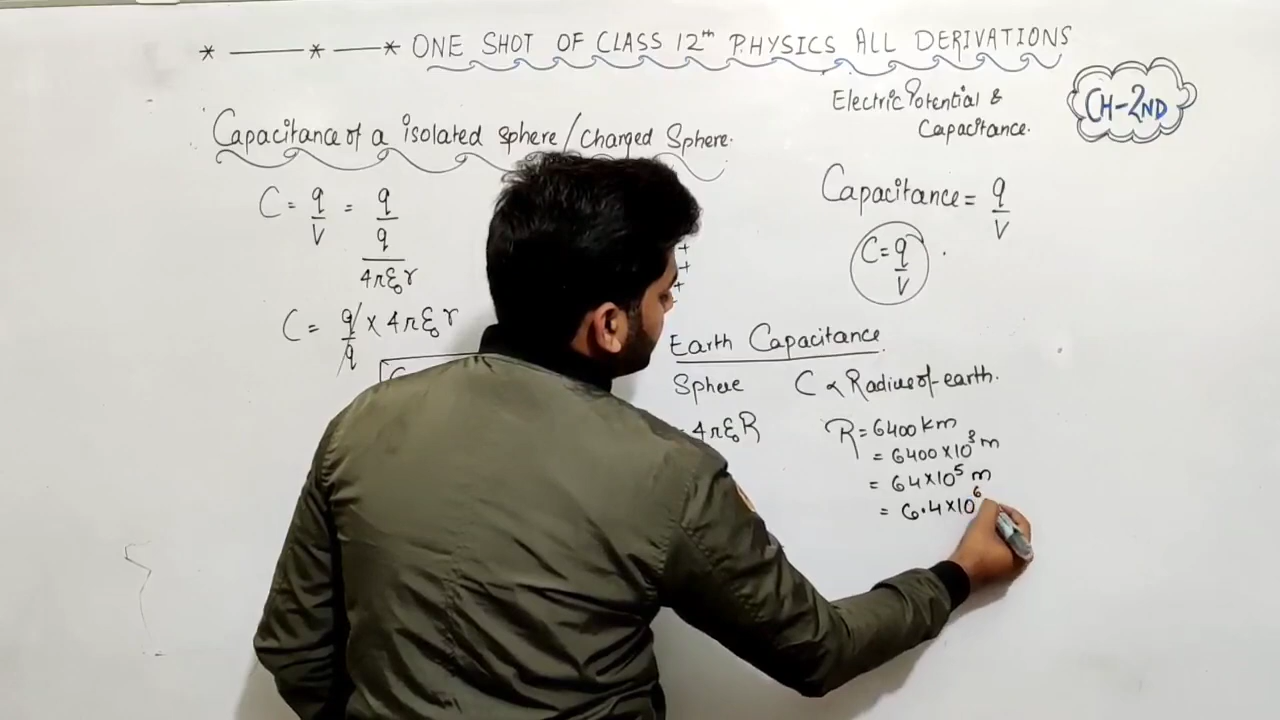 * ——— * —— * ONE SHOT OF CLASS 12th PHYSICS ALL DERIVATIONS
Electric Potential &
Capacitance.
CH-2ND
Capacitance of a isolated sphere/Charged Sphere.
C = q/V = q/(q/4πε₀r)
C = q/q × 4πε₀r
C
+
+
+
Capacitance = q/V
C = q/V
Earth Capacitance
Sphere C ∝ Radius of earth.
= 4πε₀R
R = 6400 km
= 6400×10³ m
= 64×10⁵ m
= 6.4×10⁶